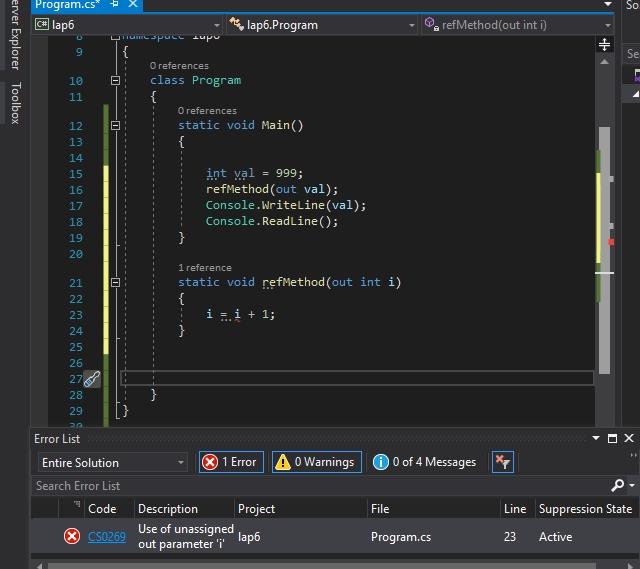 Program.cs*
So
lap6
lap6.Program
refMethod(out int i)
Server Explorer
Toolbox
Se
8 namespace lap6
9 {
0 references
10 class Program
11 {
0 references
12 static void Main()
13 {
14
15 int val = 999;
16 refMethod(out val);
17 Console.WriteLine(val);
18 Console.ReadLine();
19 }
20
1 reference
21 static void refMethod(out int i)
22 {
23 i = i + 1;
24 }
25
26
27
28 }
29 }
30
Error List
Entire Solution
1 Error
0 Warnings
0 of 4 Messages
Search Error List
Code Description Project File Line Suppression State
CS0269 Use of unassigned out parameter 'i' lap6 Program.cs 23 Active